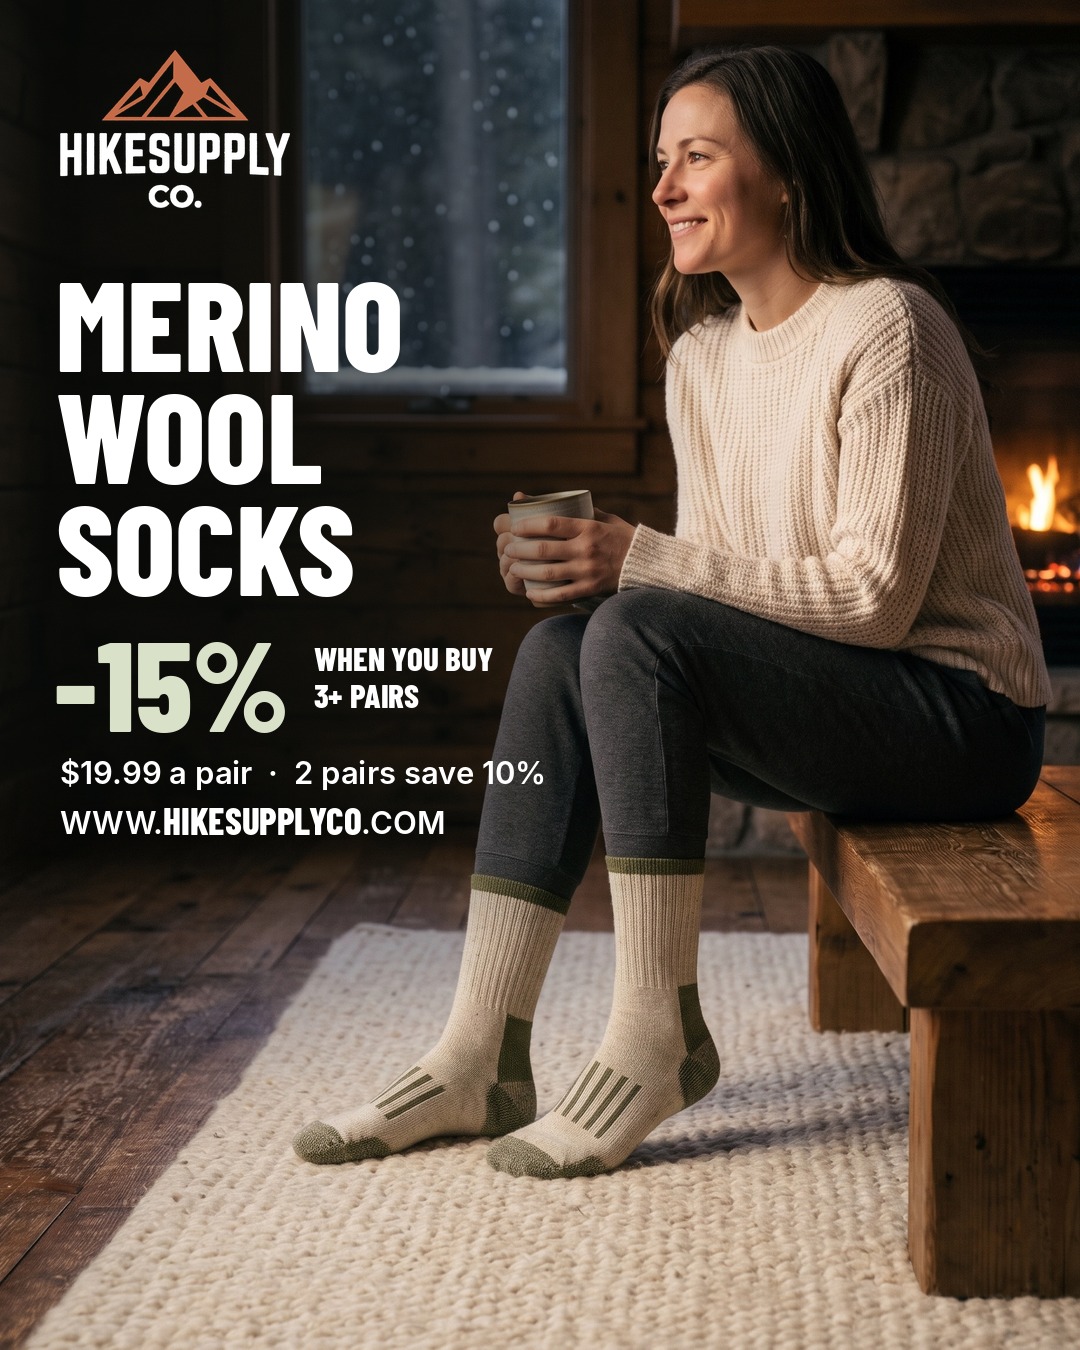 HIKESUPPLY
CO.
MERINO
WOOL
SOCKS
-15%
WHEN YOU BUY
3+ PAIRS
$19.99 a pair · 2 pairs save 10%
WWW.HIKESUPPLYCO.COM